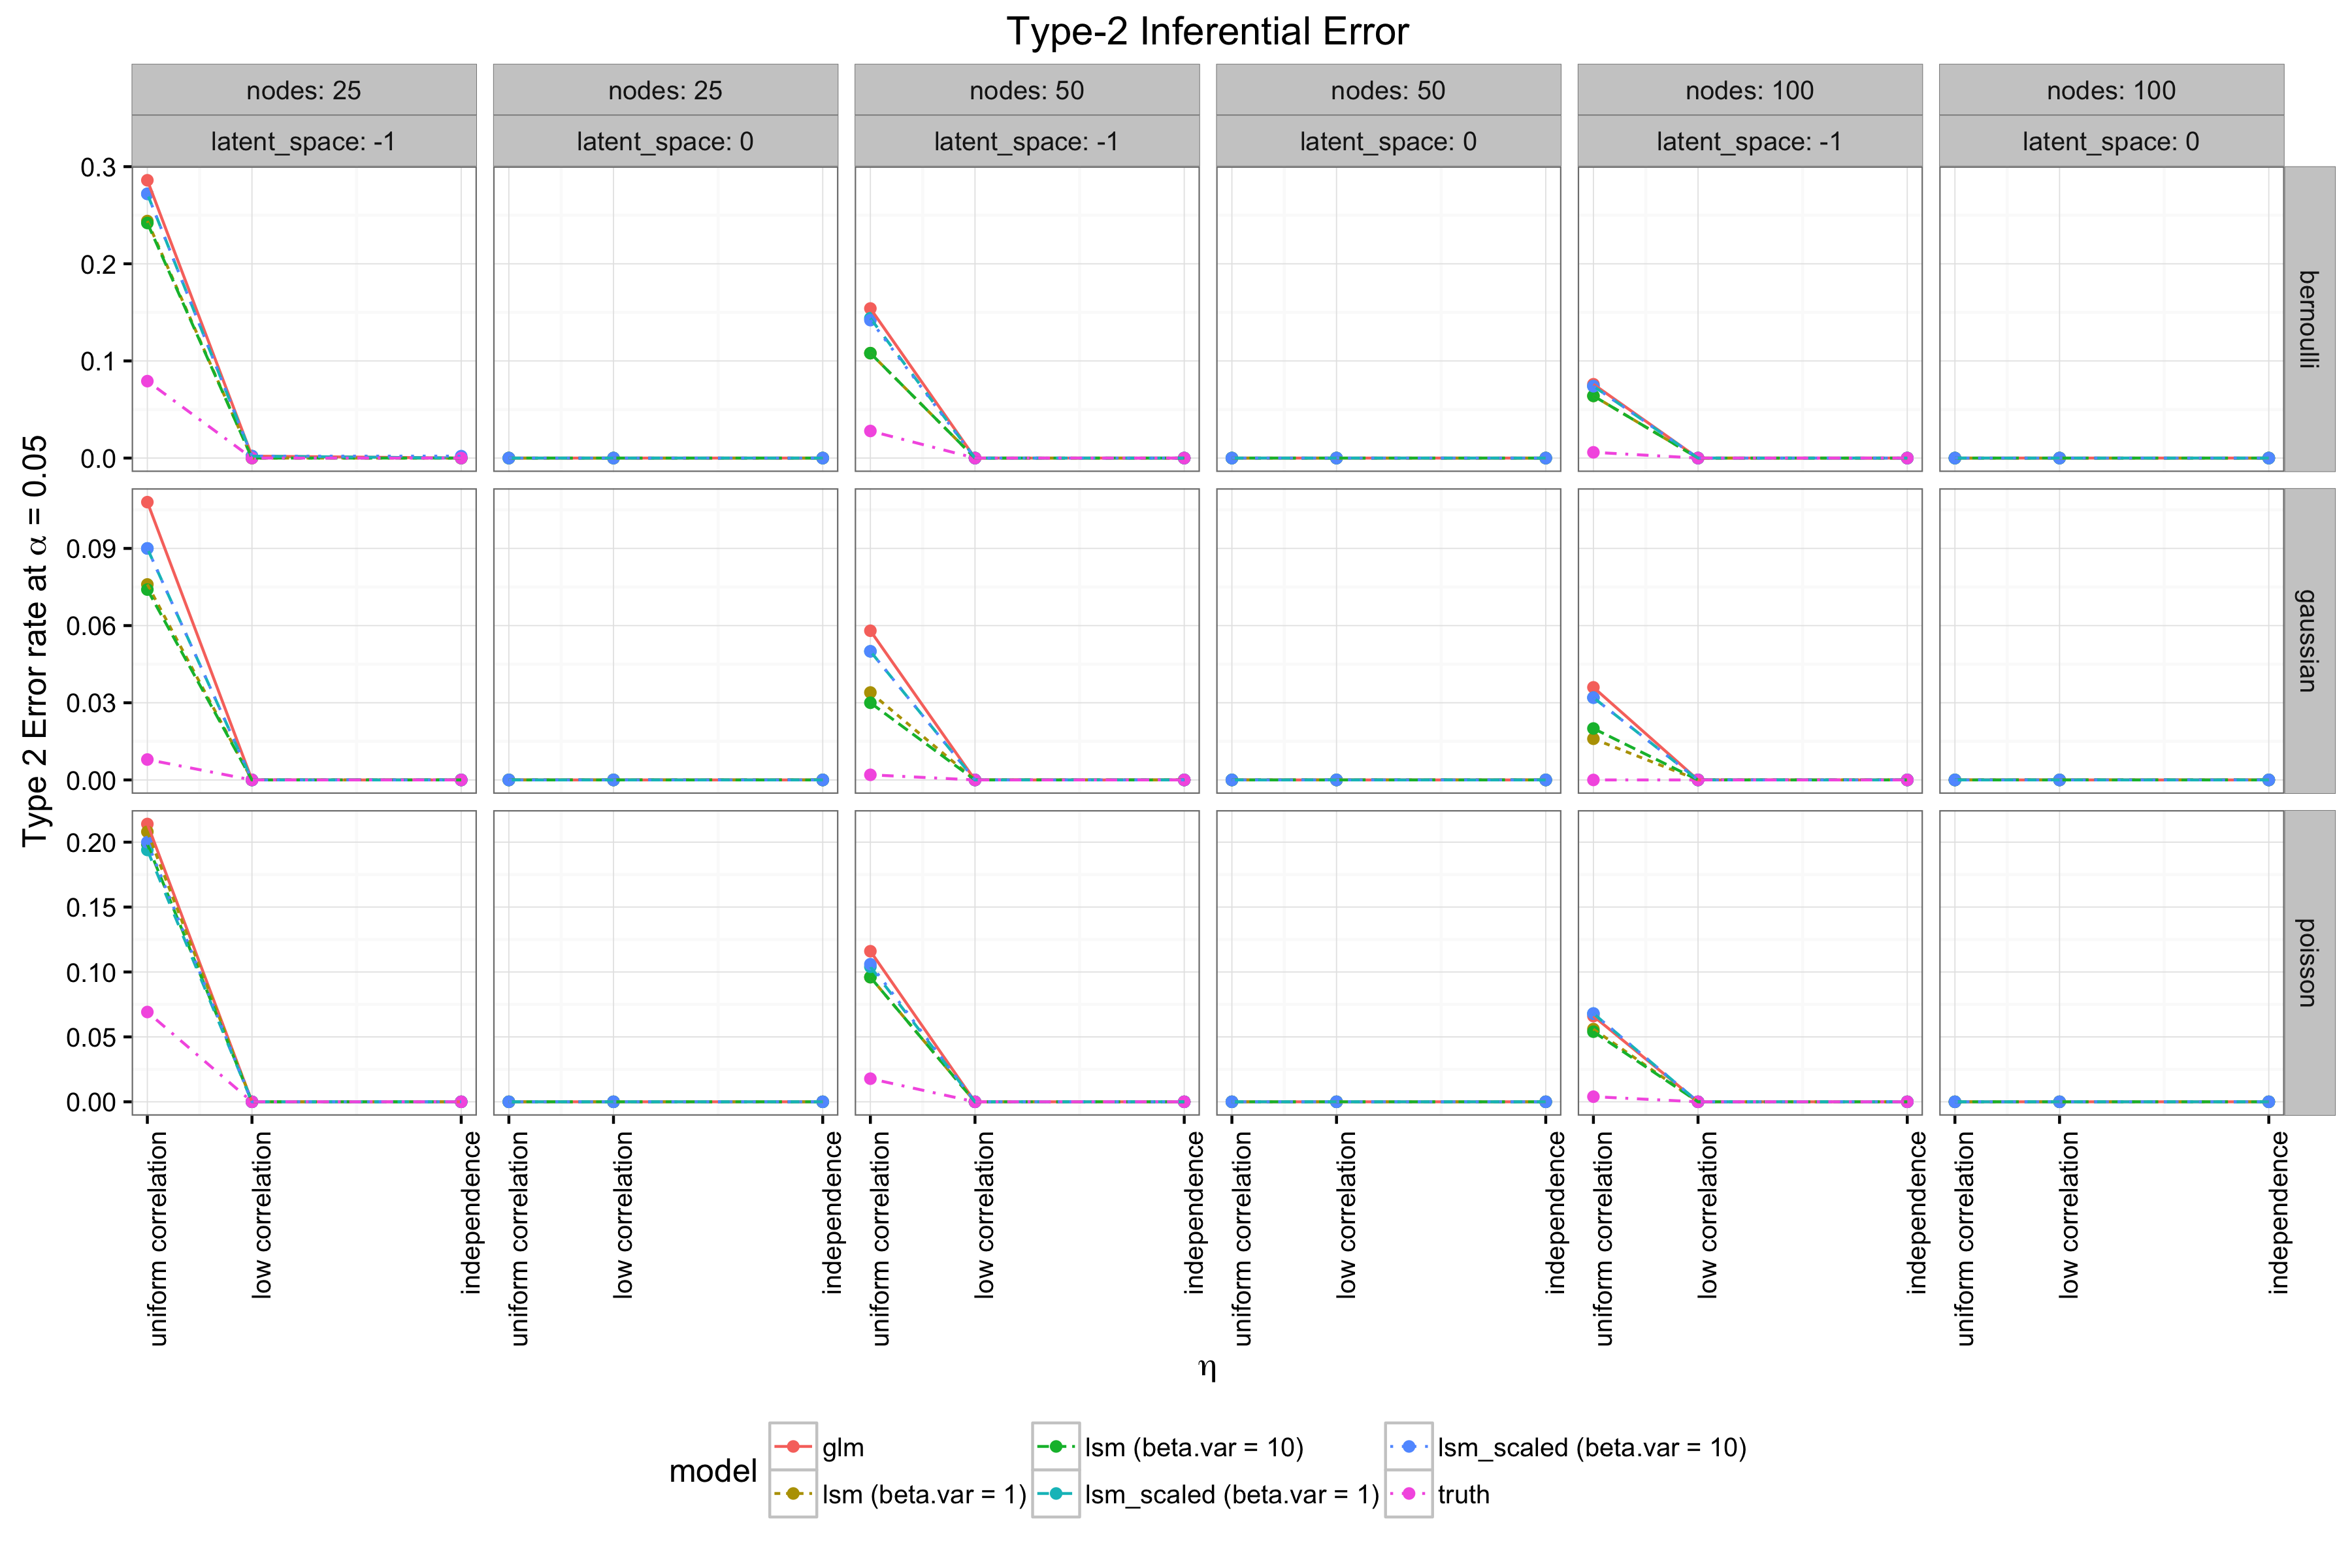 Type-2 Inferential Error
nodes: 25 nodes: 25 nodes: 50 nodes: 50 nodes: 100 nodes: 100
latent_space: -1 latent_space: 0 latent_space: -1 latent_space: 0 latent_space: -1 latent_space: 0
Type 2 Error rate at α = 0.05
0.3
0.2
0.1
0.0
bernoulli
0.09
0.06
0.03
0.00
gaussian
0.20
0.15
0.10
0.05
0.00
poisson
uniform correlation low correlation independence uniform correlation low correlation independence uniform correlation low correlation independence uniform correlation low correlation independence uniform correlation low correlation independence uniform correlation low correlation independence
η
model
glm lsm (beta.var = 10) lsm_scaled (beta.var = 10)
lsm (beta.var = 1) lsm_scaled (beta.var = 1) truth